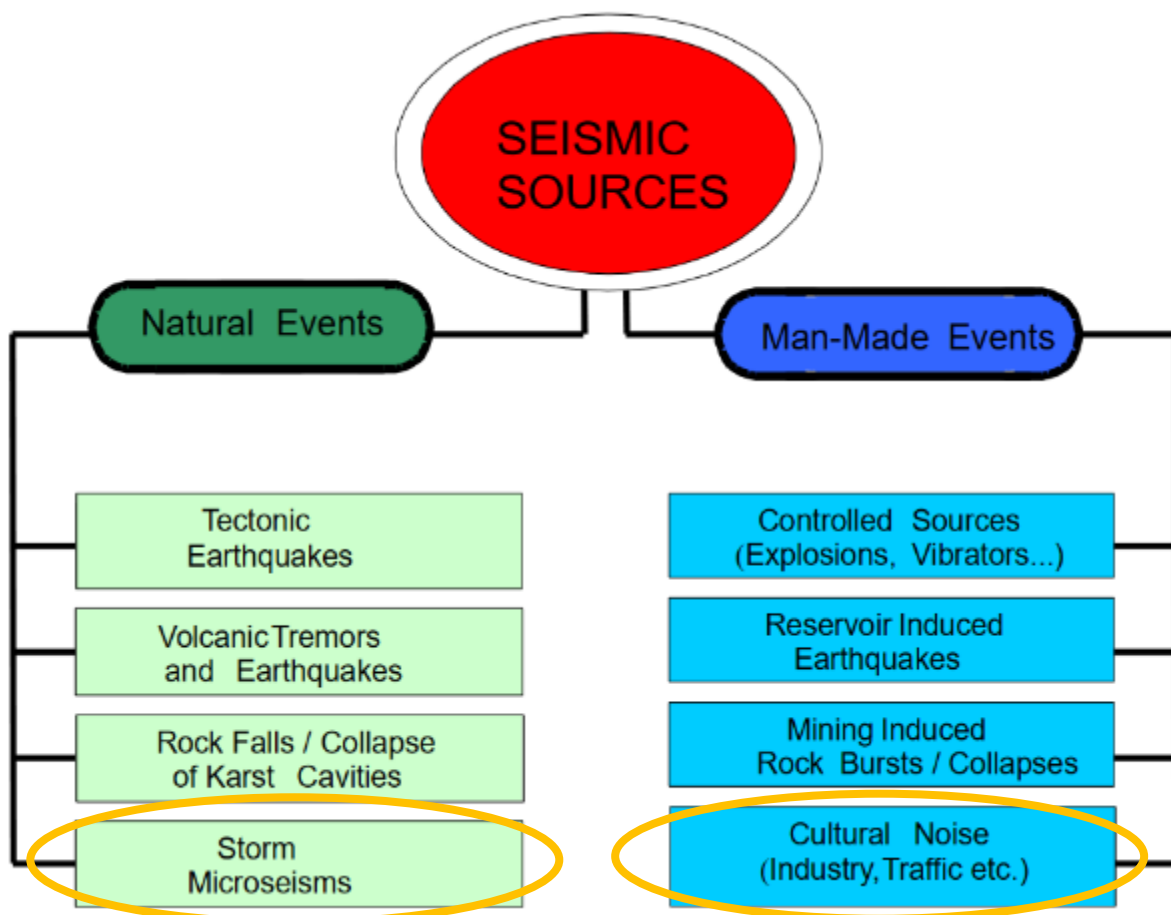 SEISMIC
SOURCES
Natural Events
Man-Made Events
Tectonic
Earthquakes
Volcanic Tremors
and Earthquakes
Rock Falls / Collapse
of Karst Cavities
Storm
Microseisms
Controlled Sources
(Explosions, Vibrators...)
Reservoir Induced
Earthquakes
Mining Induced
Rock Bursts / Collapses
Cultural Noise
(Industry, Traffic etc.)